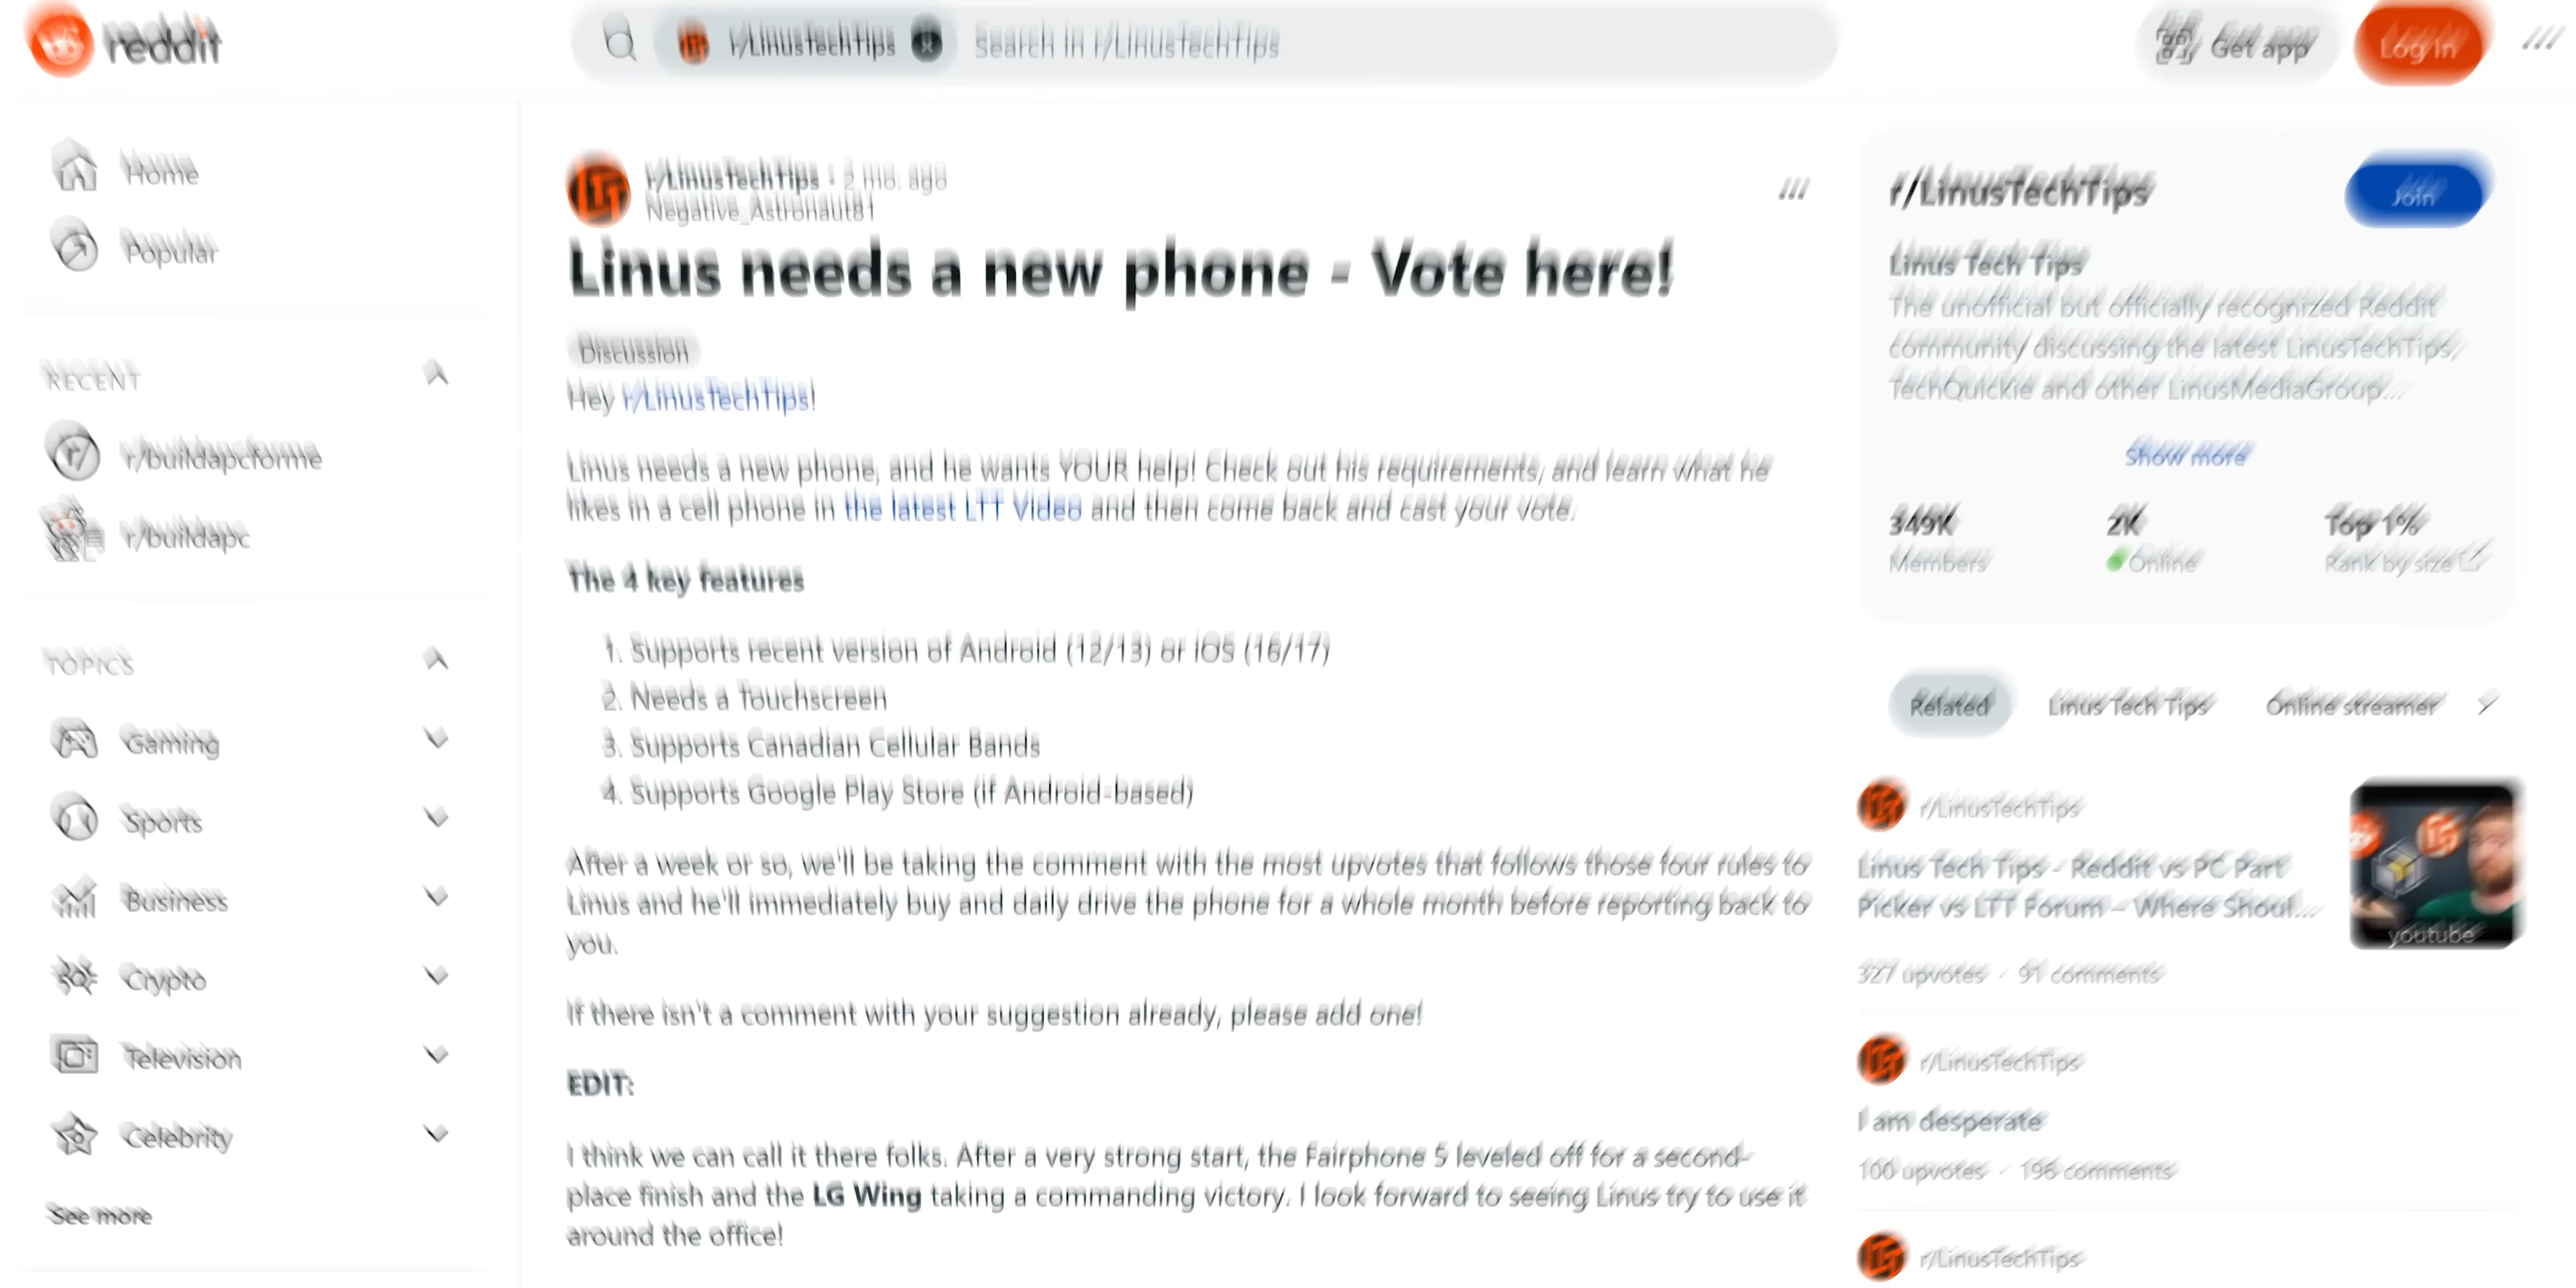 reddit
r/LinusTechTips
Search in r/LinusTechTips
Get app
Log In
Home
Popular
RECENT
r/buildapcforme
r/buildapc
TOPICS
Gaming
Sports
Business
Crypto
Television
Celebrity
See more
r/LinusTechTips • 2 mo. ago
Negative_Astronaut81
Linus needs a new phone - Vote here!
Discussion
Hey r/LinusTechTips!
Linus needs a new phone, and he wants YOUR help! Check out his requirements, and learn what he
likes in a cell phone in the latest LTT Video and then come back and cast your vote.
The 4 key features
1. Supports recent version of Android (12/13) or iOS (16/17)
2. Needs a Touchscreen
3. Supports Canadian Cellular Bands
4. Supports Google Play Store (if Android-based)
After a week or so, we'll be taking the comment with the most upvotes that follows those four rules to
Linus and he'll immediately buy and daily drive the phone for a whole month before reporting back to
you.
If there isn't a comment with your suggestion already, please add one!
EDIT:
I think we can call it there folks. After a very strong start, the Fairphone 5 leveled off for a second-
place finish and the LG Wing taking a commanding victory. I look forward to seeing Linus try to use it
around the office!
r/LinusTechTips
Join
Linus Tech Tips
The unofficial but officially recognized Reddit
community discussing the latest LinusTechTips,
TechQuickie and other LinusMediaGroup...
Show more
349K
Members
2K
Online
Top 1%
Rank by size
Related
Linus Tech Tips
Online streamer
r/LinusTechTips
Linus Tech Tips - Reddit vs PC Part
Picker vs LTT Forum – Where Shoul...
youtube
327 upvotes · 91 comments
r/LinusTechTips
I am desperate
100 upvotes · 196 comments
r/LinusTechTips